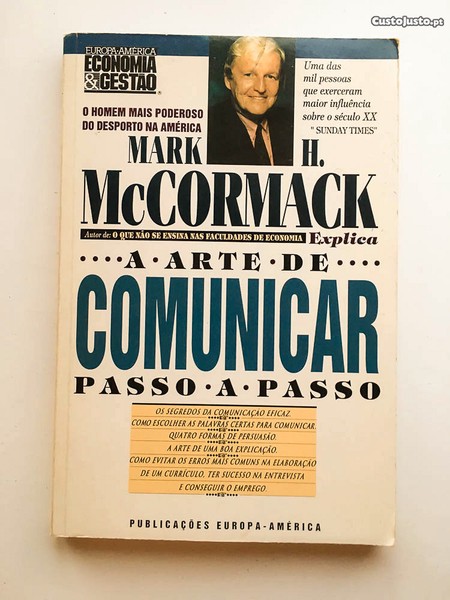 CustoJusto.pt
EUROPA-AMÉRICA
ECONOMIA
&GESTÃO
O HOMEM MAIS PODEROSO
DO DESPORTO NA AMÉRICA
Uma das
mil pessoas
que exerceram
maior influência
sobre o século XX
" SUNDAY TIMES"
MARK H.
McCORMACK
Autor de: O QUE NÃO SE ENSINA NAS FACULDADES DE ECONOMIA Explica
····A·ARTE·DE····
COMUNICAR
PASSO·A·PASSO
OS SEGREDOS DA COMUNICAÇÃO EFICAZ.
COMO ESCOLHER AS PALAVRAS CERTAS PARA COMUNICAR.
QUATRO FORMAS DE PERSUASÃO.
A ARTE DE UMA BOA EXPLICAÇÃO.
COMO EVITAR OS ERROS MAIS COMUNS NA ELABORAÇÃO
DE UM CURRÍCULO, TER SUCESSO NA ENTREVISTA
E CONSEGUIR O EMPREGO.
PUBLICAÇÕES EUROPA-AMÉRICA